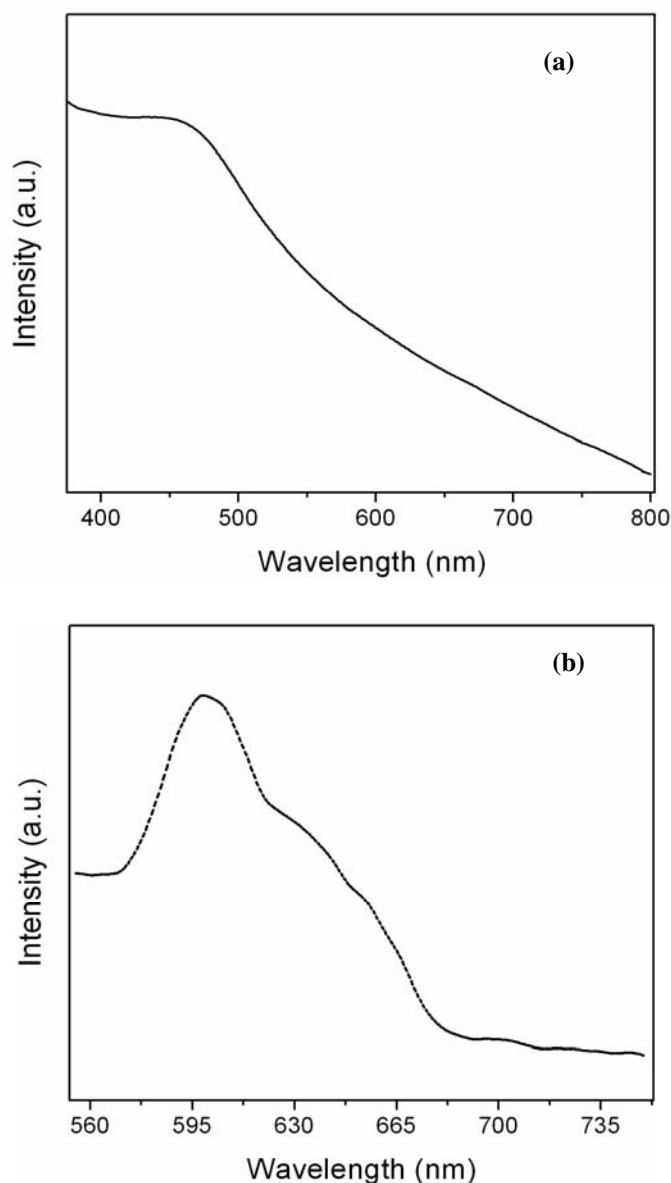 (a)
Intensity (a.u.)
400 500 600 700 800
Wavelength (nm)
(b)
Intensity (a.u.)
560 595 630 665 700 735
Wavelength (nm)